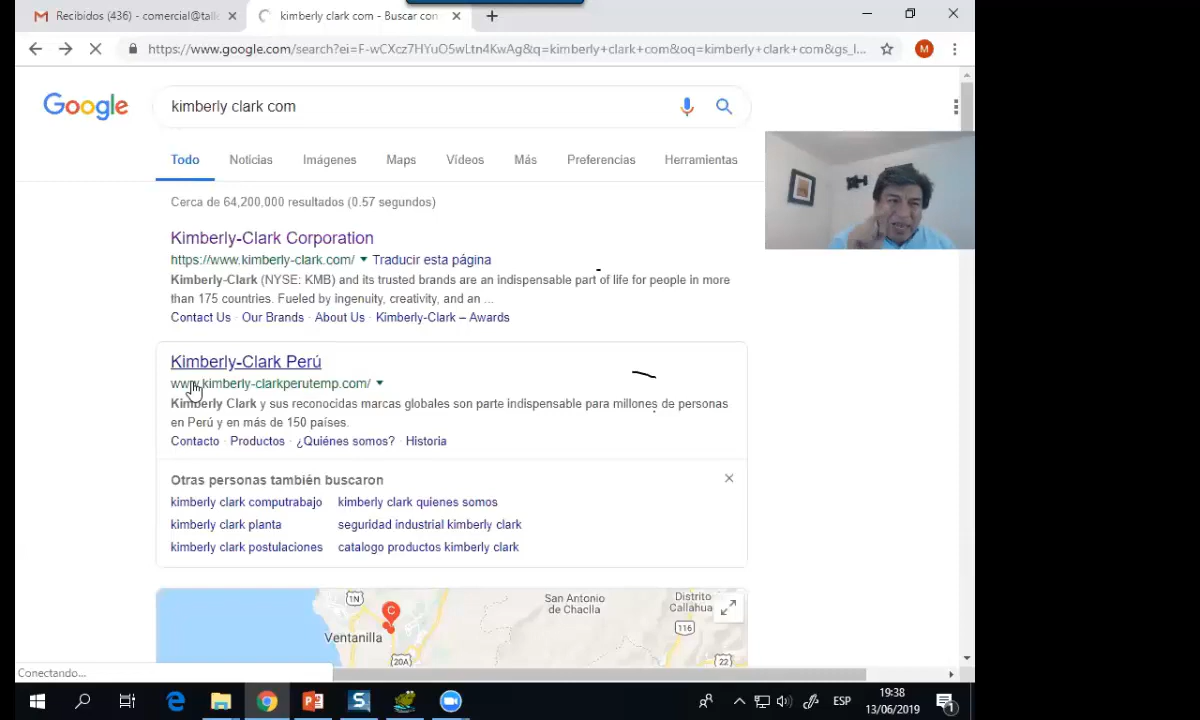 Recibidos (436) - comercial@tall
kimberly clark com - Buscar con
https://www.google.com/search?ei=F-wCXcz7HYuO5wLtn4KwAg&q=kimberly+clark+com&oq=kimberly+clark+com&gs_l...
M
Google
kimberly clark com
Todo
Noticias
Imágenes
Maps
Vídeos
Más
Preferencias
Herramientas
Cerca de 64,200,000 resultados (0.57 segundos)
Kimberly-Clark Corporation
https://www.kimberly-clark.com/ Traducir esta página
Kimberly-Clark (NYSE: KMB) and its trusted brands are an indispensable part of life for people in more
than 175 countries. Fueled by ingenuity, creativity, and an ...
Contact Us · Our Brands · About Us · Kimberly-Clark – Awards
Kimberly-Clark Perú
www.kimberly-clarkperutemp.com/
Kimberly Clark y sus reconocidas marcas globales son parte indispensable para millones de personas
en Perú y en más de 150 países.
Contacto · Productos · ¿Quiénes somos? · Historia
Otras personas también buscaron
kimberly clark computrabajo
kimberly clark quienes somos
kimberly clark planta
seguridad industrial kimberly clark
kimberly clark postulaciones
catalogo productos kimberly clark
1N
San Antonio
de Chaclla
Distrito
Callahua
C
116
Ventanilla
20A
22
Conectando...
ESP
19:38
13/06/2019
1